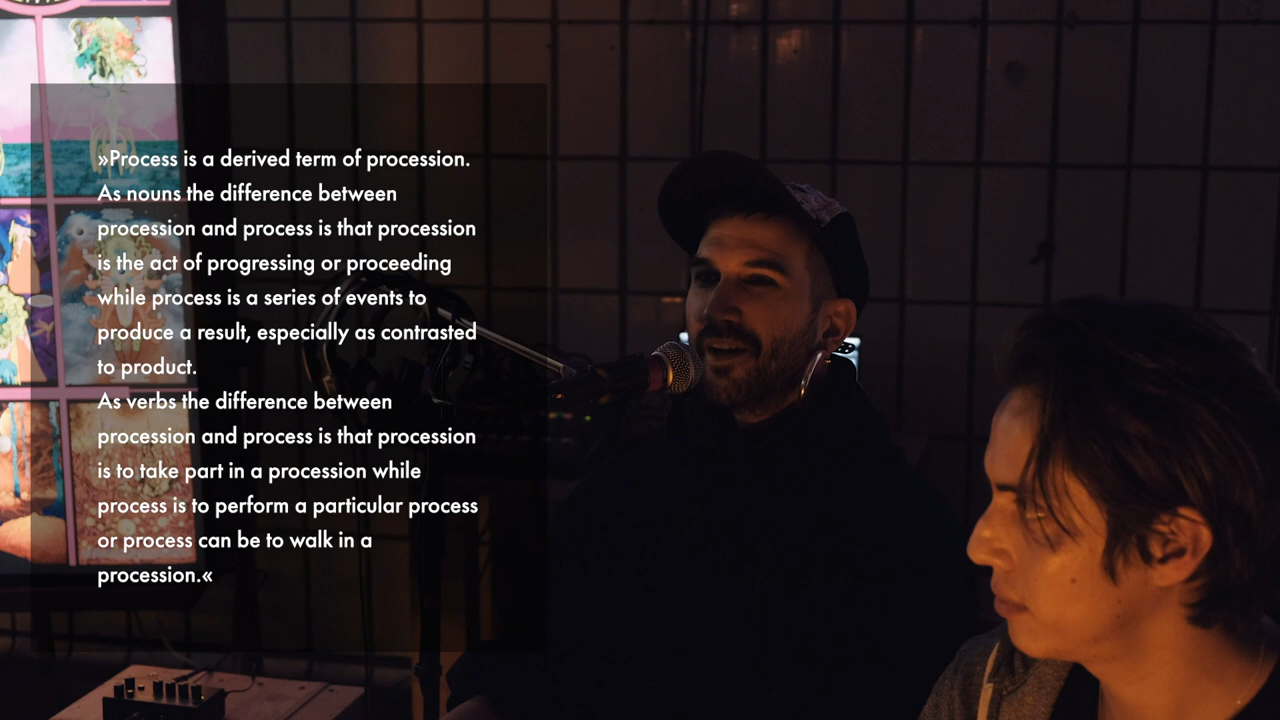 »Process is a derived term of procession.
As nouns the difference between
procession and process is that procession
is the act of progressing or proceeding
while process is a series of events to
produce a result, especially as contrasted
to product.
As verbs the difference between
procession and process is that procession
is to take part in a procession while
process is to perform a particular process
or process can be to walk in a
procession.«